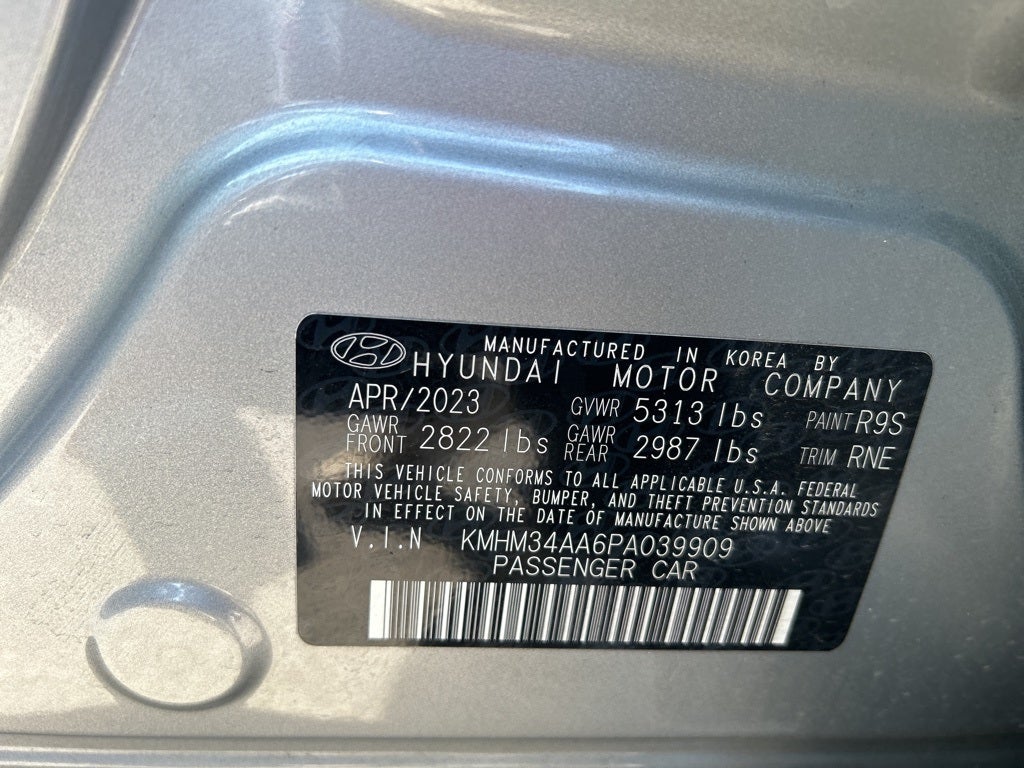 MANUFACTURED IN KOREA BY
HYUNDAI MOTOR COMPANY
APR/2023 GVWR 5313 lbs PAINT R9S
GAWR FRONT 2822 lbs GAWR REAR 2987 lbs TRIM RNE
THIS VEHICLE CONFORMS TO ALL APPLICABLE U.S.A. FEDERAL
MOTOR VEHICLE SAFETY, BUMPER, AND THEFT PREVENTION STANDARDS
IN EFFECT ON THE DATE OF MANUFACTURE SHOWN ABOVE
V.I.N KMHM34AA6PA039909
PASSENGER CAR